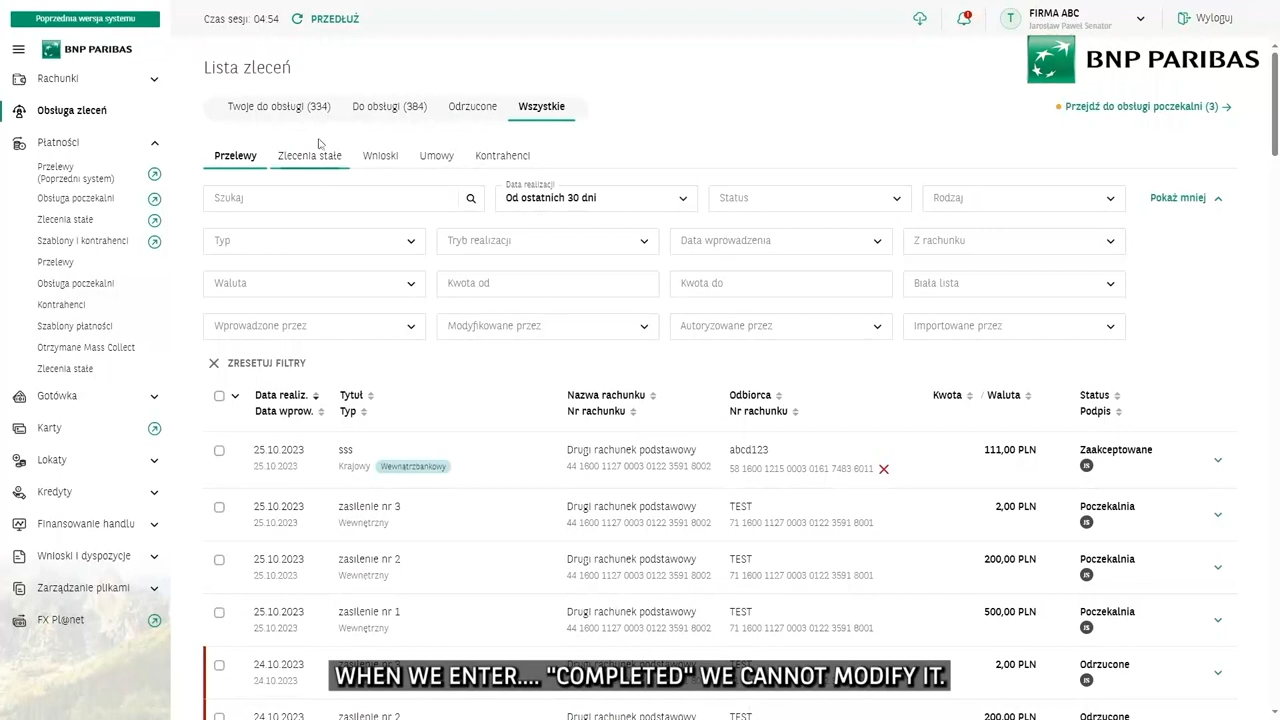 Poprzednia wersja systemu
Czas sesji: 04:54 PRZEDŁUŻ
T FIRMA ABC
Jarosław Paweł Senator
Wyloguj
BNP PARIBAS
BNP PARIBAS
Rachunki
Obsługa zleceń
Płatności
Przelewy
(Poprzedni system)
Obsługa poczekalni
Zlecenia stałe
Szablony i kontrahenci
Przelewy
Obsługa poczekalni
Kontrahenci
Szablony płatności
Otrzymane Mass Collect
Zlecenia stałe
Gotówka
Karty
Lokaty
Kredyty
Finansowanie handlu
Wnioski i dyspozycje
Zarządzanie plikami
FX Pl@net
Lista zleceń
Twoje do obsługi (334) Do obsługi (384) Odrzucone Wszystkie
Przejdź do obsługi poczekalni (3) →
Przelewy Zlecenia stałe Wnioski Umowy Kontrahenci
Data realizacji
Szukaj Od ostatnich 30 dni Status Rodzaj Pokaż mniej
Typ Tryb realizacji Data wprowadzenia Z rachunku
Waluta Kwota od Kwota do Biała lista
Wprowadzone przez Modyfikowane przez Autoryzowane przez Importowane przez
ZRESETUJ FILTRY
Data realiz. Tytuł Nazwa rachunku Odbiorca Kwota / Waluta Status
Data wprow. Typ Nr rachunku Nr rachunku Podpis
25.10.2023 sss Drugi rachunek podstawowy abcd123 111,00 PLN Zaakceptowane
25.10.2023 Krajowy Wewnątrzbankowy 44 1600 1127 0003 0122 3591 8002 58 1600 1215 0003 0161 7483 6011 JS
25.10.2023 zasilenie nr 3 Drugi rachunek podstawowy TEST 2,00 PLN Poczekalnia
25.10.2023 Wewnętrzny 44 1600 1127 0003 0122 3591 8002 71 1600 1127 0003 0122 3591 8001 JS
25.10.2023 zasilenie nr 2 Drugi rachunek podstawowy TEST 200,00 PLN Poczekalnia
25.10.2023 Wewnętrzny 44 1600 1127 0003 0122 3591 8002 71 1600 1127 0003 0122 3591 8001 JS
25.10.2023 zasilenie nr 1 Drugi rachunek podstawowy TEST 500,00 PLN Poczekalnia
25.10.2023 Wewnętrzny 44 1600 1127 0003 0122 3591 8002 71 1600 1127 0003 0122 3591 8001 JS
24.10.2023 2,00 PLN Odrzucone
24.10.2023 JS
WHEN WE ENTER.... "COMPLETED" WE CANNOT MODIFY IT.
24.10.2023 zasilenie nr 2 Drugi rachunek podstawowy TEST 200,00 PLN Odrzucone